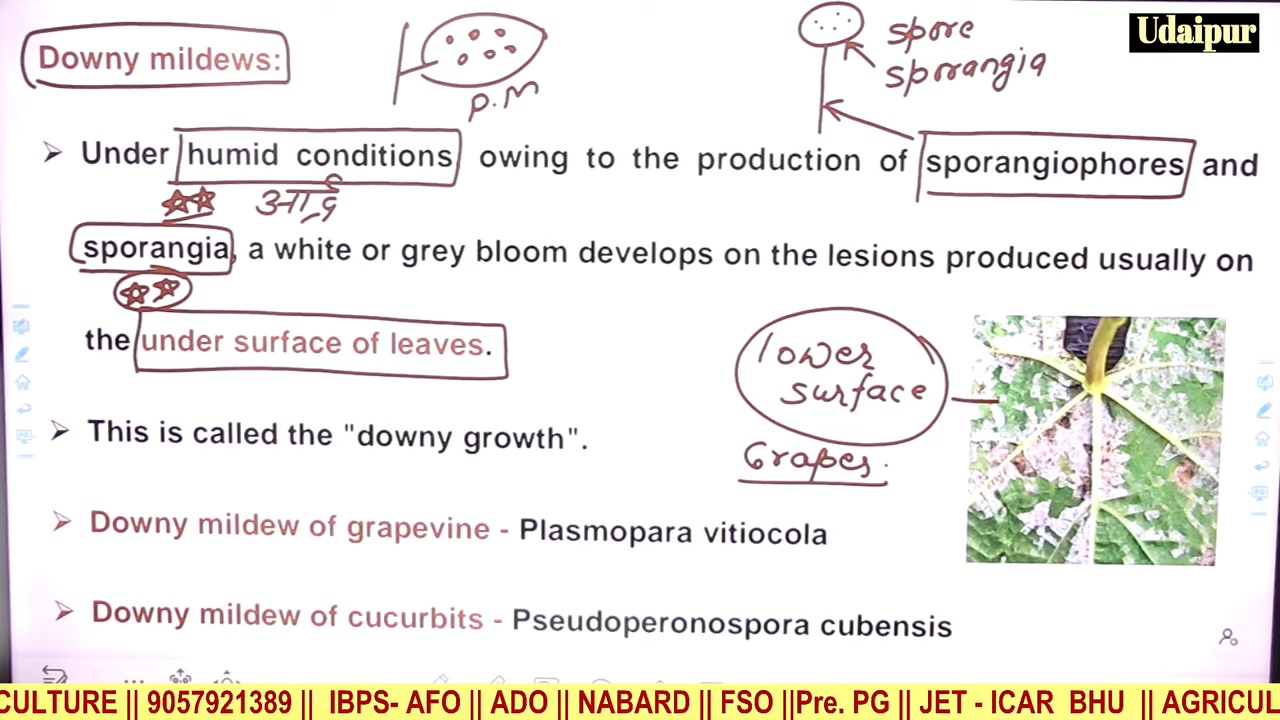 Udaipur
spore
sporangia
Downy mildews:
P.M
➢ Under humid conditions owing to the production of sporangiophores and
आर्द्र
sporangia, a white or grey bloom develops on the lesions produced usually on
the under surface of leaves.
lower
surface
Grapes.
➢ This is called the "downy growth".
➢ Downy mildew of grapevine - Plasmopara vitiocola
➢ Downy mildew of cucurbits - Pseudoperonospora cubensis
CULTURE || 9057921389 || IBPS- AFO || ADO || NABARD || FSO ||Pre. PG || JET - ICAR BHU || AGRICUL